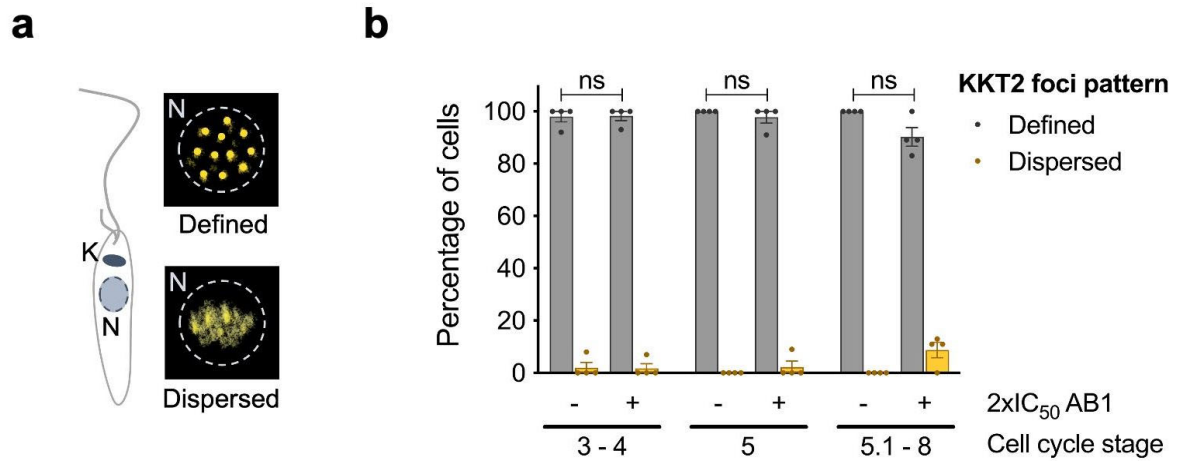 a
b
N
Defined
K
N
N
Dispersed
ns
ns
ns
KKT2 foci pattern
Defined
Dispersed
Percentage of cells
100
80
60
40
20
0
- + - + - + 2xIC50 AB1
3 - 4 5 5.1 - 8 Cell cycle stage